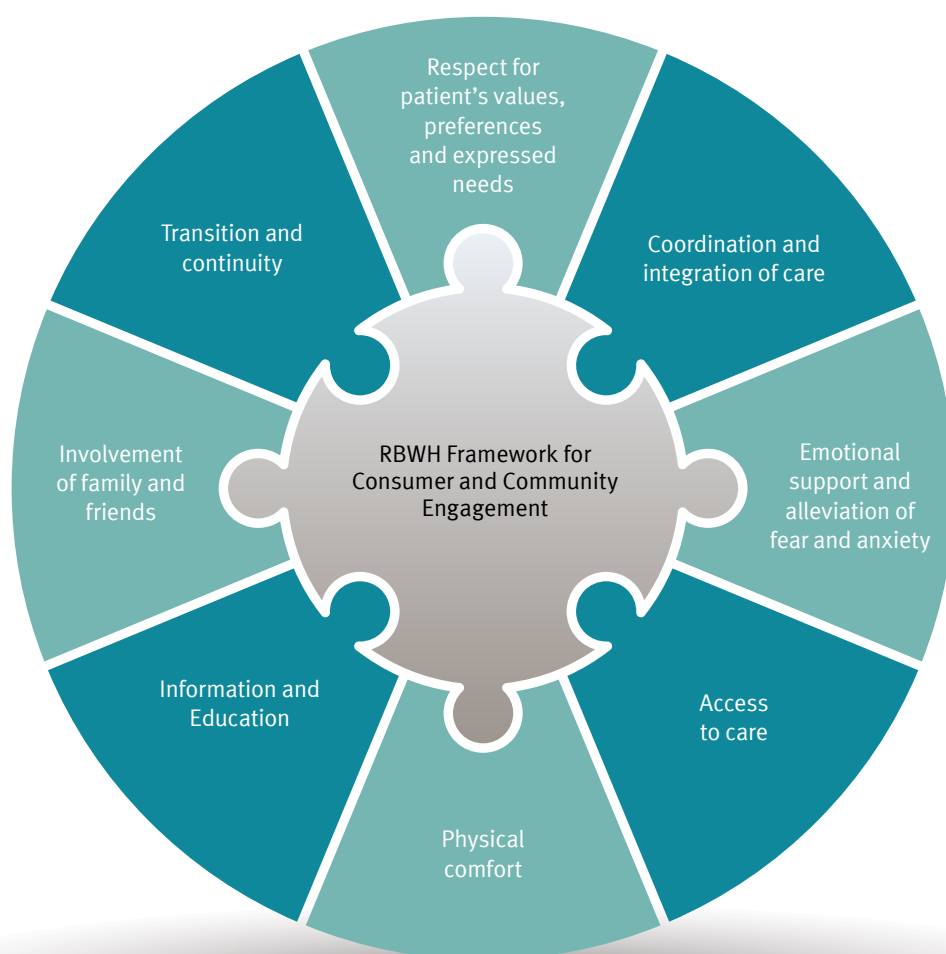 Respect for
patient’s values,
preferences
and expressed
needs
Coordination and
integration of care
Emotional
support and
alleviation of
fear and anxiety
Access
to care
Physical
comfort
Information and
Education
Involvement
of family and
friends
Transition and
continuity
RBWH Framework for
Consumer and Community
Engagement